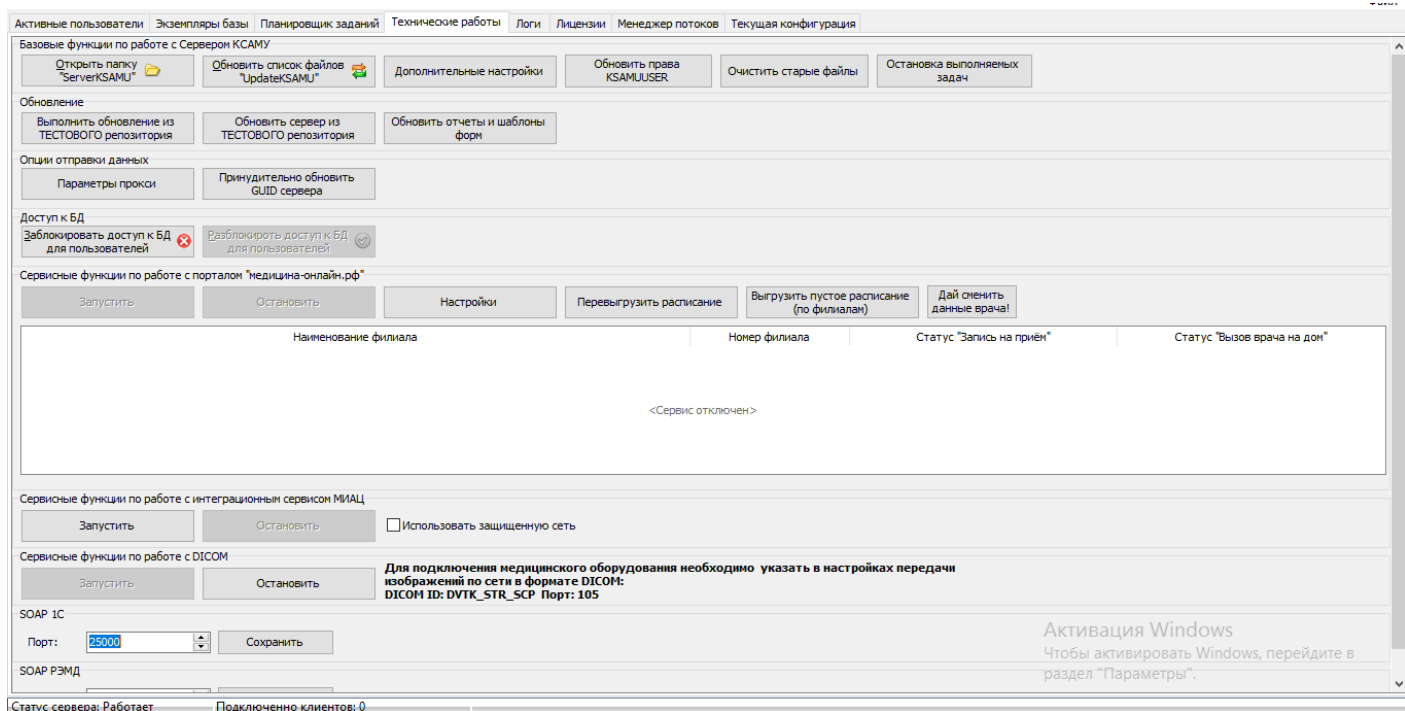 Активные пользователи Экземпляры базы Планировщик заданий Технические работы Логи Лицензии Менеджер потоков Текущая конфигурация
Базовые функции по работе с Сервером КСАМУ
Открыть папку
"ServerKSAMU"
Обновить список файлов
"UpdateKSAMU"
Дополнительные настройки
Обновить права
KSAMUUSER
Очистить старые файлы
Остановка выполняемых
задач
Обновление
Выполнить обновление из
ТЕСТОВОГО репозитория
Обновить сервер из
ТЕСТОВОГО репозитория
Обновить отчеты и шаблоны
форм
Опции отправки данных
Параметры прокси
Принудительно обновить
GUID сервера
Доступ к БД
Заблокировать доступ к БД
для пользователей
Разблокироть доступ к БД
для пользователей
Сервисные функции по работе с порталом "медицина-онлайн.рф"
Запустить
Остановить
Настройки
Перевыгрузить расписание
Выгрузить пустое расписание
(по филиалам)
Дай сменить
данные врача!
Наименование филиала Номер филиала Статус "Запись на приём" Статус "Вызов врача на дом"
<Сервис отключен>
Сервисные функции по работе с интеграционным сервисом МИАЦ
Запустить Остановить Использовать защищенную сеть
Сервисные функции по работе с DICOM
Запустить Остановить
Для подключения медицинского оборудования необходимо указать в настройках передачи
изображений по сети в формате DICOM:
DICOM ID: DVTK_STR_SCP Порт: 105
SOAP 1C
Порт: 25000 Сохранить
Активация Windows
Чтобы активировать Windows, перейдите в
раздел "Параметры".
SOAP РЭМД
Статус сервера: Работает Подключенно клиентов: 0